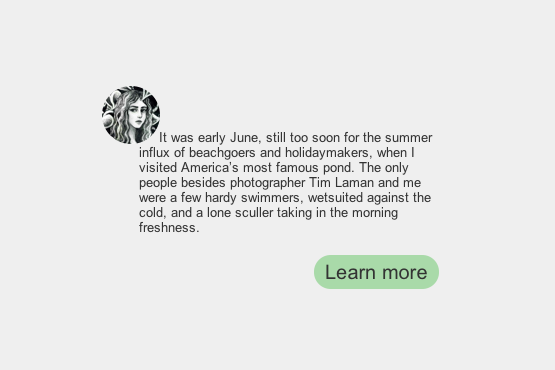 It was early June, still too soon for the summer
influx of beachgoers and holidaymakers, when I
visited America's most famous pond. The only
people besides photographer Tim Laman and me
were a few hardy swimmers, wetsuited against the
cold, and a lone sculler taking in the morning
freshness.
Learn more